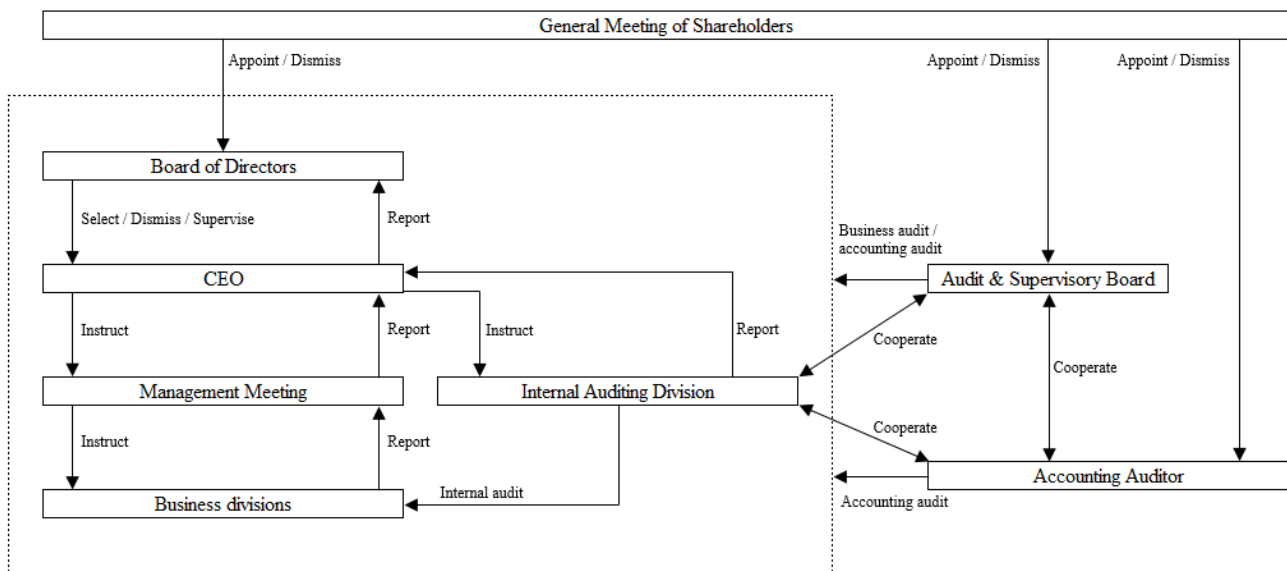 General Meeting of Shareholders
Appoint / Dismiss
Appoint / Dismiss
Appoint / Dismiss
Board of Directors
Select / Dismiss / Supervise
Report
Business audit /
accounting audit
CEO
Audit & Supervisory Board
Instruct
Report
Instruct
Report
Cooperate
Cooperate
Management Meeting
Internal Auditing Division
Instruct
Report
Cooperate
Accounting Auditor
Business divisions
Internal audit
Accounting audit